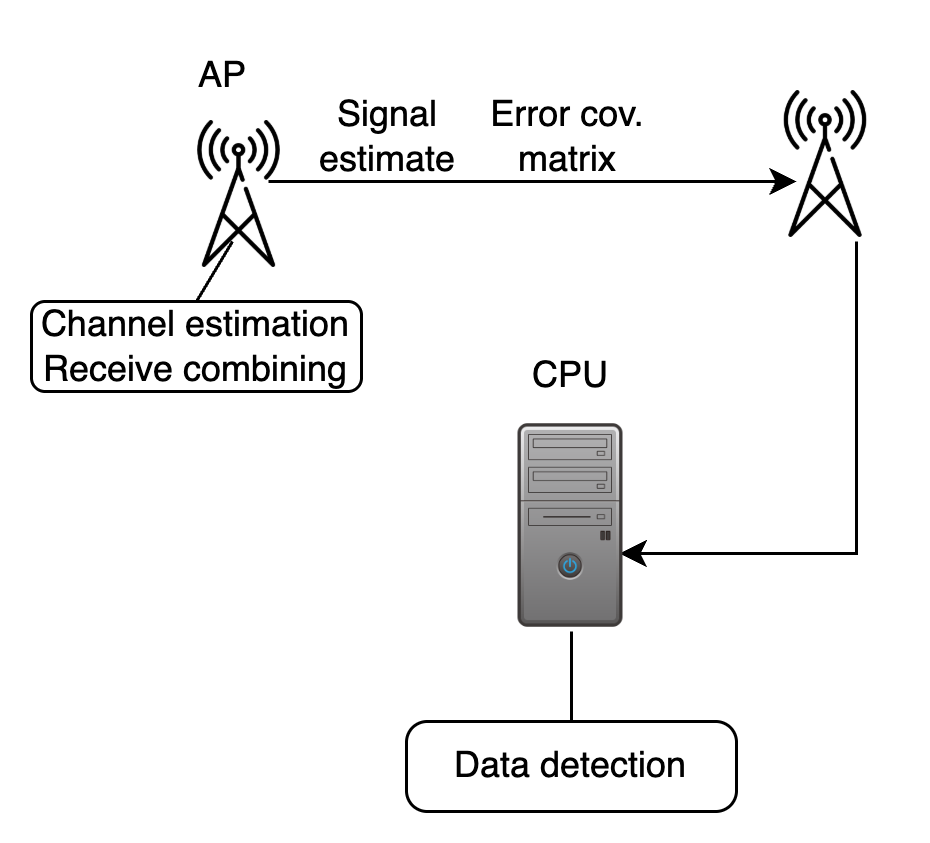 AP
Signal
estimate
Error cov.
matrix
Channel estimation
Receive combining
CPU
Data detection